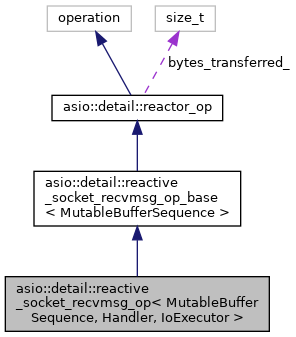 operation
size_t
bytes_transferred_
asio::detail::reactor_op
asio::detail::reactive
_socket_recvmsg_op_base
< MutableBufferSequence >
asio::detail::reactive
_socket_recvmsg_op< MutableBuffer
Sequence, Handler, IoExecutor >